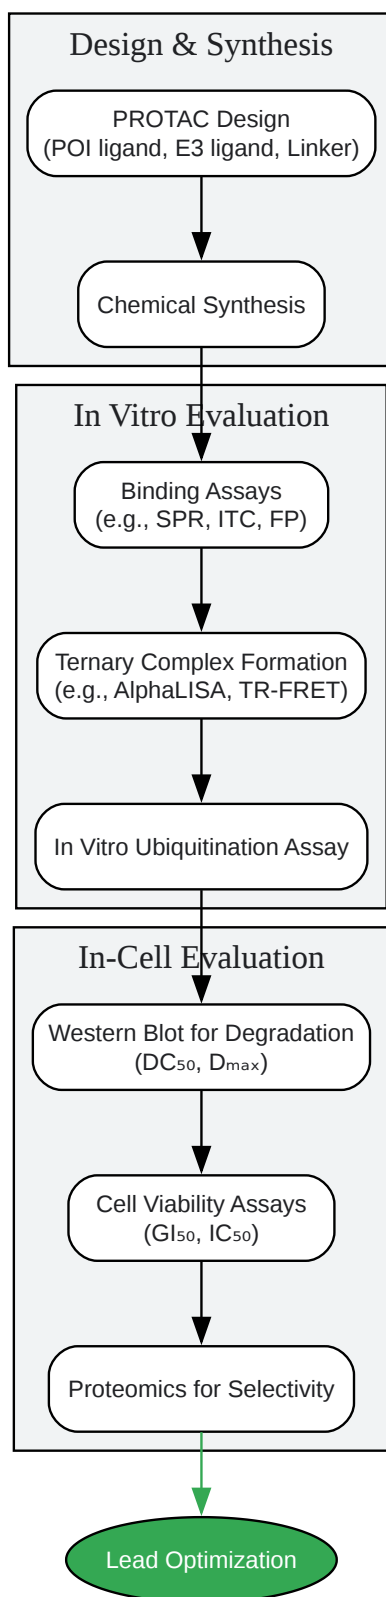 Design & Synthesis
PROTAC Design
(POI ligand, E3 ligand, Linker)
Chemical Synthesis
In Vitro Evaluation
Binding Assays
(e.g., SPR, ITC, FP)
Ternary Complex Formation
(e.g., AlphaLISA, TR-FRET)
In Vitro Ubiquitination Assay
In-Cell Evaluation
Western Blot for Degradation
(DC₅₀, Dₘₐₓ)
Cell Viability Assays
(GI₅₀, IC₅₀)
Proteomics for Selectivity
Lead Optimization